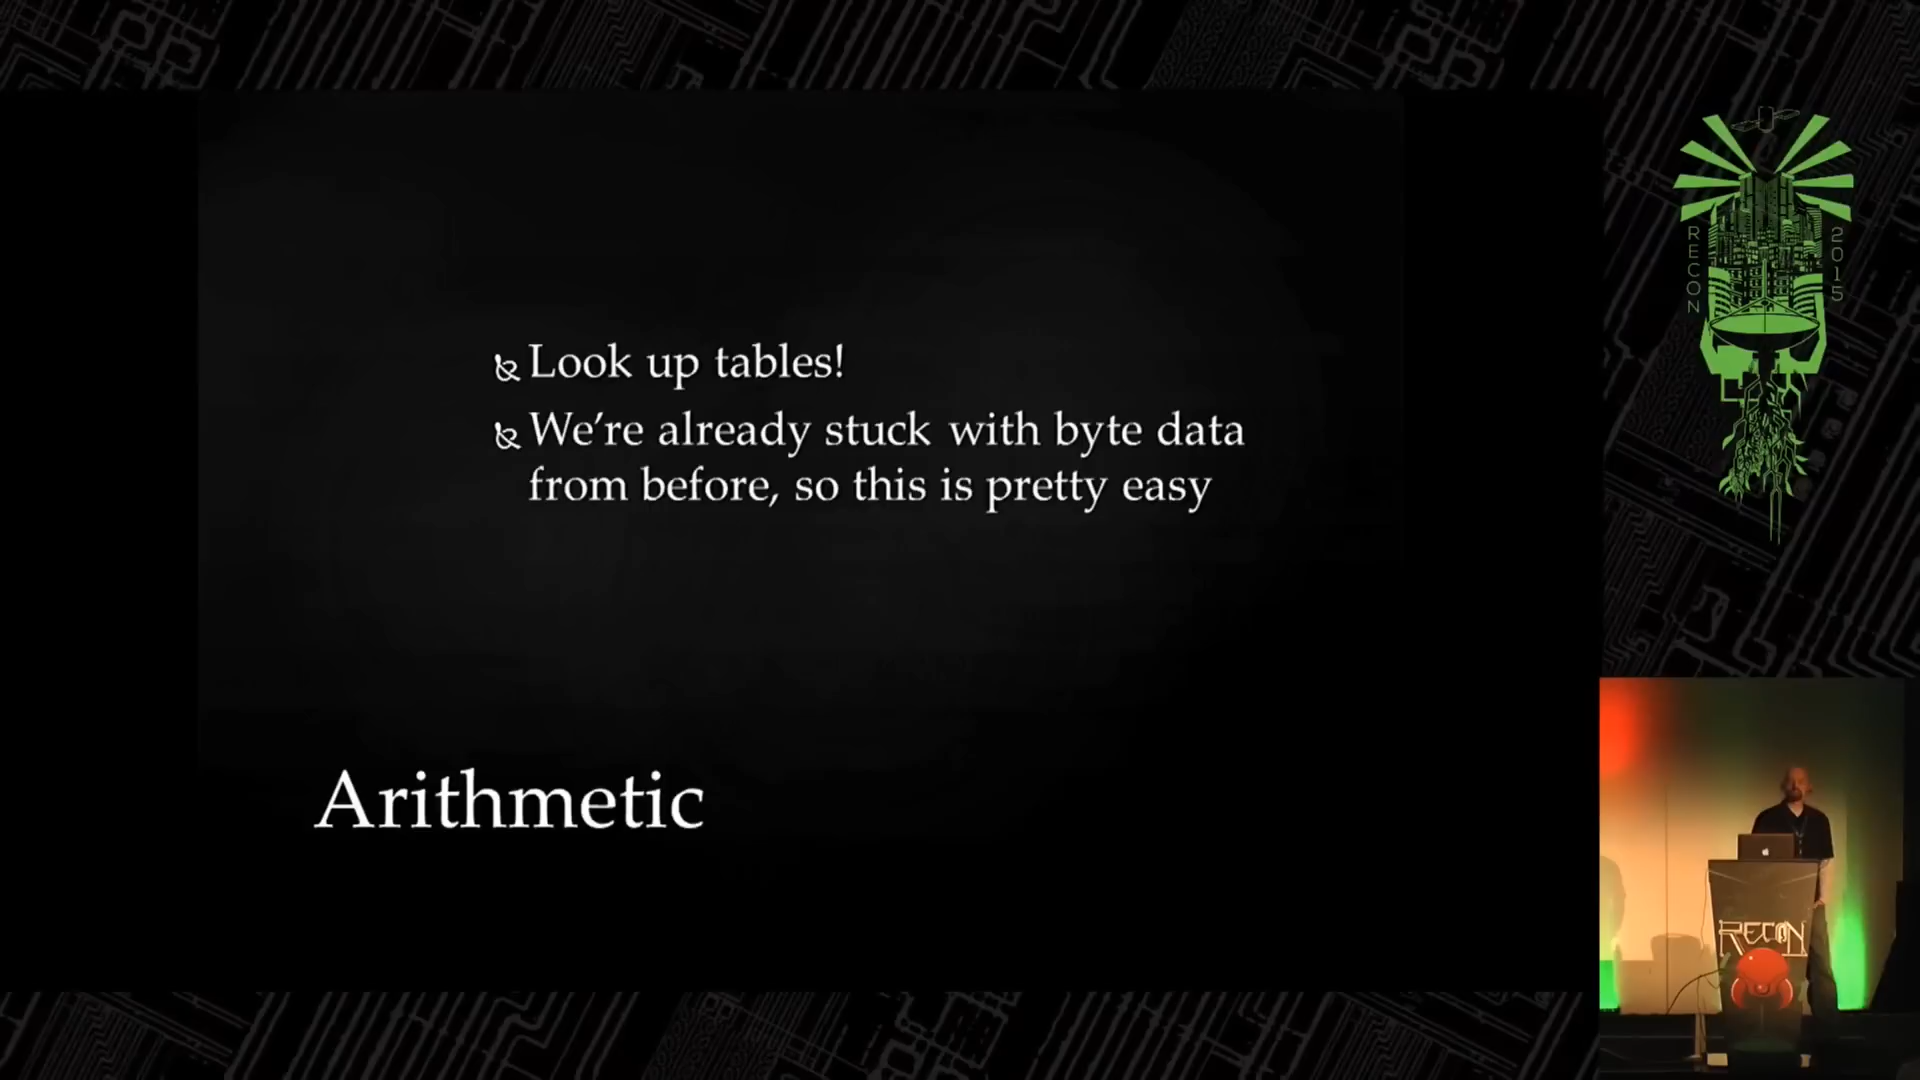 Look up tables!
We're already stuck with byte data
from before, so this is pretty easy
Arithmetic
RECON
2015
RECON